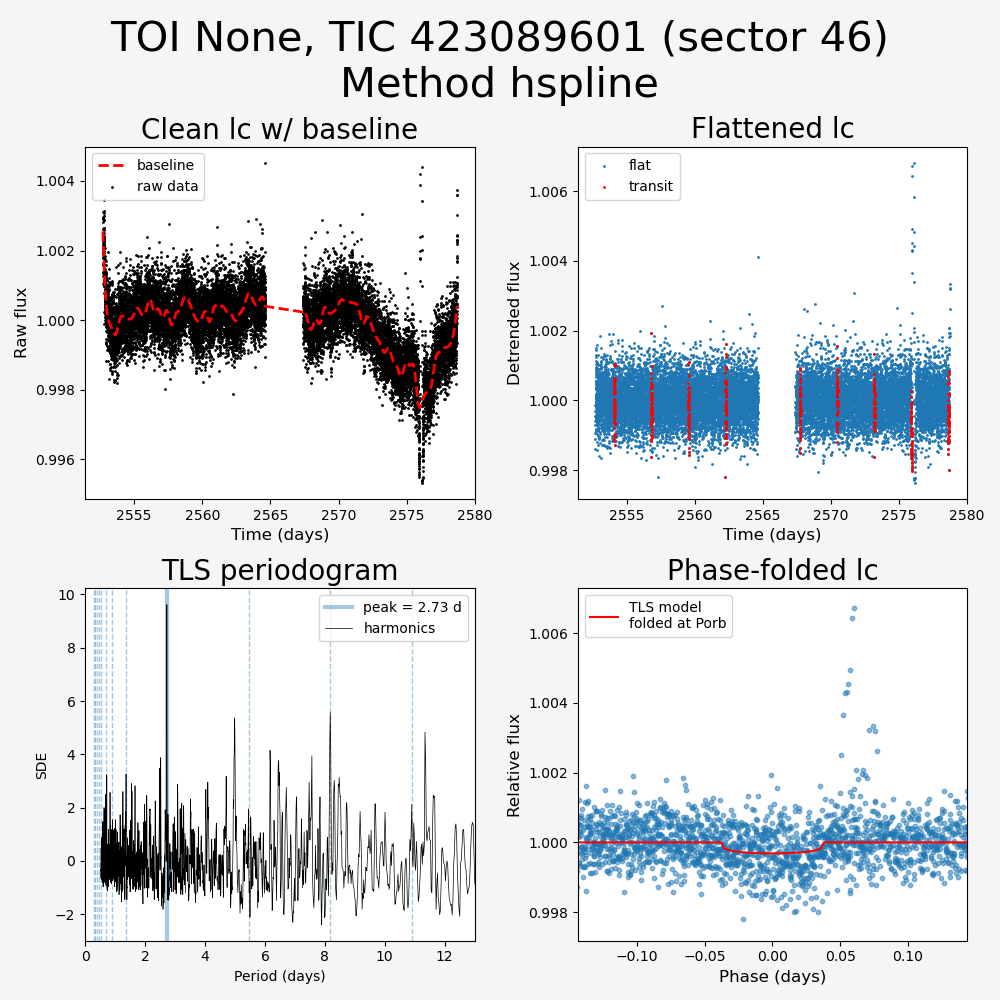 TOI None, TIC 423089601 (sector 46)
Method hspline
Clean lc w/ baseline
baseline
raw data
Raw flux
1.004
1.002
1.000
0.998
0.996
2555 2560 2565 2570 2575 2580
Time (days)
Flattened lc
flat
transit
Detrended flux
1.006
1.004
1.002
1.000
0.998
2555 2560 2565 2570 2575 2580
Time (days)
TLS periodogram
peak = 2.73 d
harmonics
SDE
10
8
6
4
2
0
−2
0 2 4 6 8 10 12
Period (days)
Phase-folded lc
TLS model
folded at Porb
Relative flux
1.006
1.004
1.002
1.000
0.998
−0.10 −0.05 0.00 0.05 0.10
Phase (days)